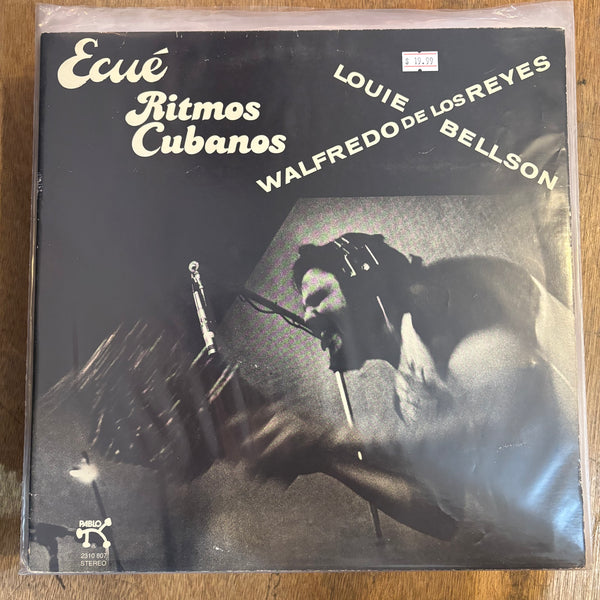 Ecué
Ritmos
Cubanos
$ 19.99
LOUIE BELLSON
WALFREDO DE LOS REYES
PABLO
®
2310 807
STEREO